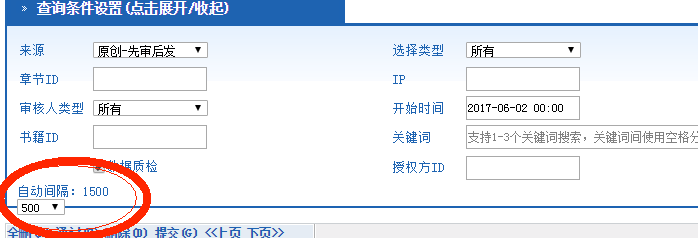 » 查询条件设置(点击展开/收起)
来源 原创-先审后发 选择类型 所有
章节ID IP
审核人类型 所有 开始时间 2017-06-02 00:00
书籍ID 关键词 支持1-3个关键词搜索，关键词间使用空格分
数据质检 授权方ID
自动间隔：1500
500
(D) 提交(G) <<上页 下页>>